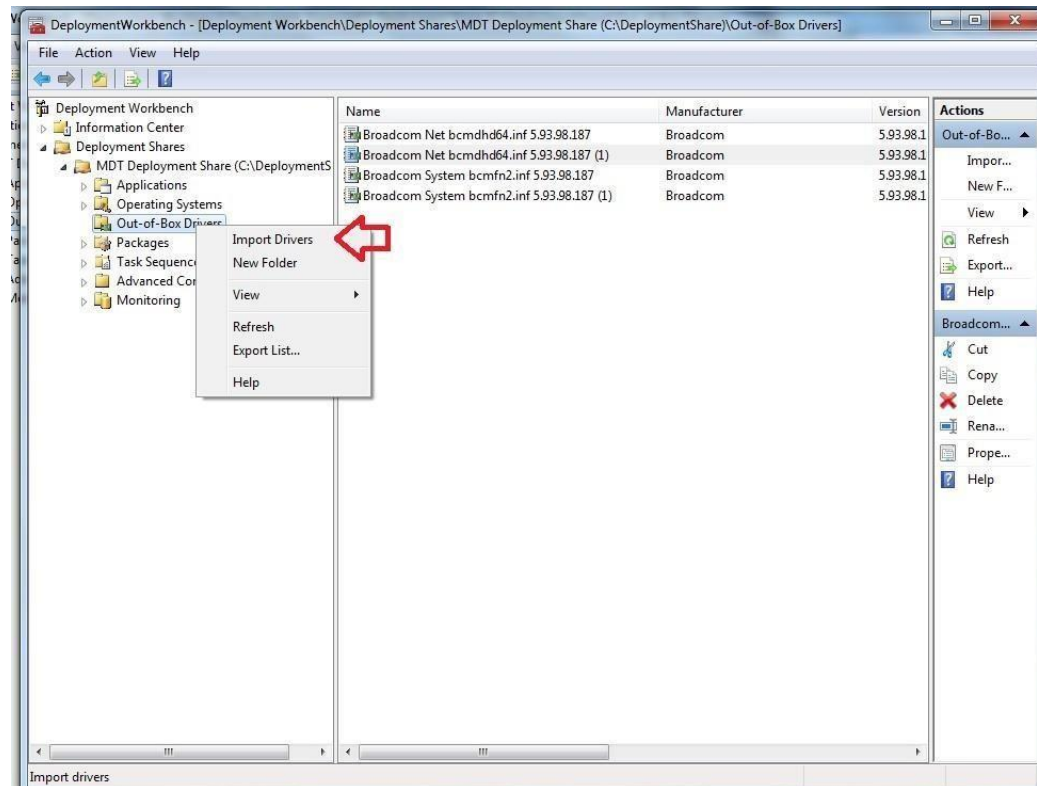 DeploymentWorkbench - [Deployment Workbench\Deployment Shares\MDT Deployment Share (C:\DeploymentShare)\Out-of-Box Drivers]
File Action View Help
Deployment Workbench
Information Center
Deployment Shares
MDT Deployment Share (C:\DeploymentS
Applications
Operating Systems
Out-of-Box Drivers
Packages
Task Sequenc
Advanced Con
Monitoring
Import Drivers
New Folder
View
Refresh
Export List...
Help
Name Manufacturer Version
Broadcom Net bcmdhd64.inf 5.93.98.187 Broadcom 5.93.98.1
Broadcom Net bcmdhd64.inf 5.93.98.187 (1) Broadcom 5.93.98.1
Broadcom System bcmfn2.inf 5.93.98.187 Broadcom 5.93.98.1
Broadcom System bcmfn2.inf 5.93.98.187 (1) Broadcom 5.93.98.1
Actions
Out-of-Bo...
Impor...
New F...
View
Refresh
Export...
Help
Broadcom...
Cut
Copy
Delete
Rena...
Prope...
Help
Import drivers